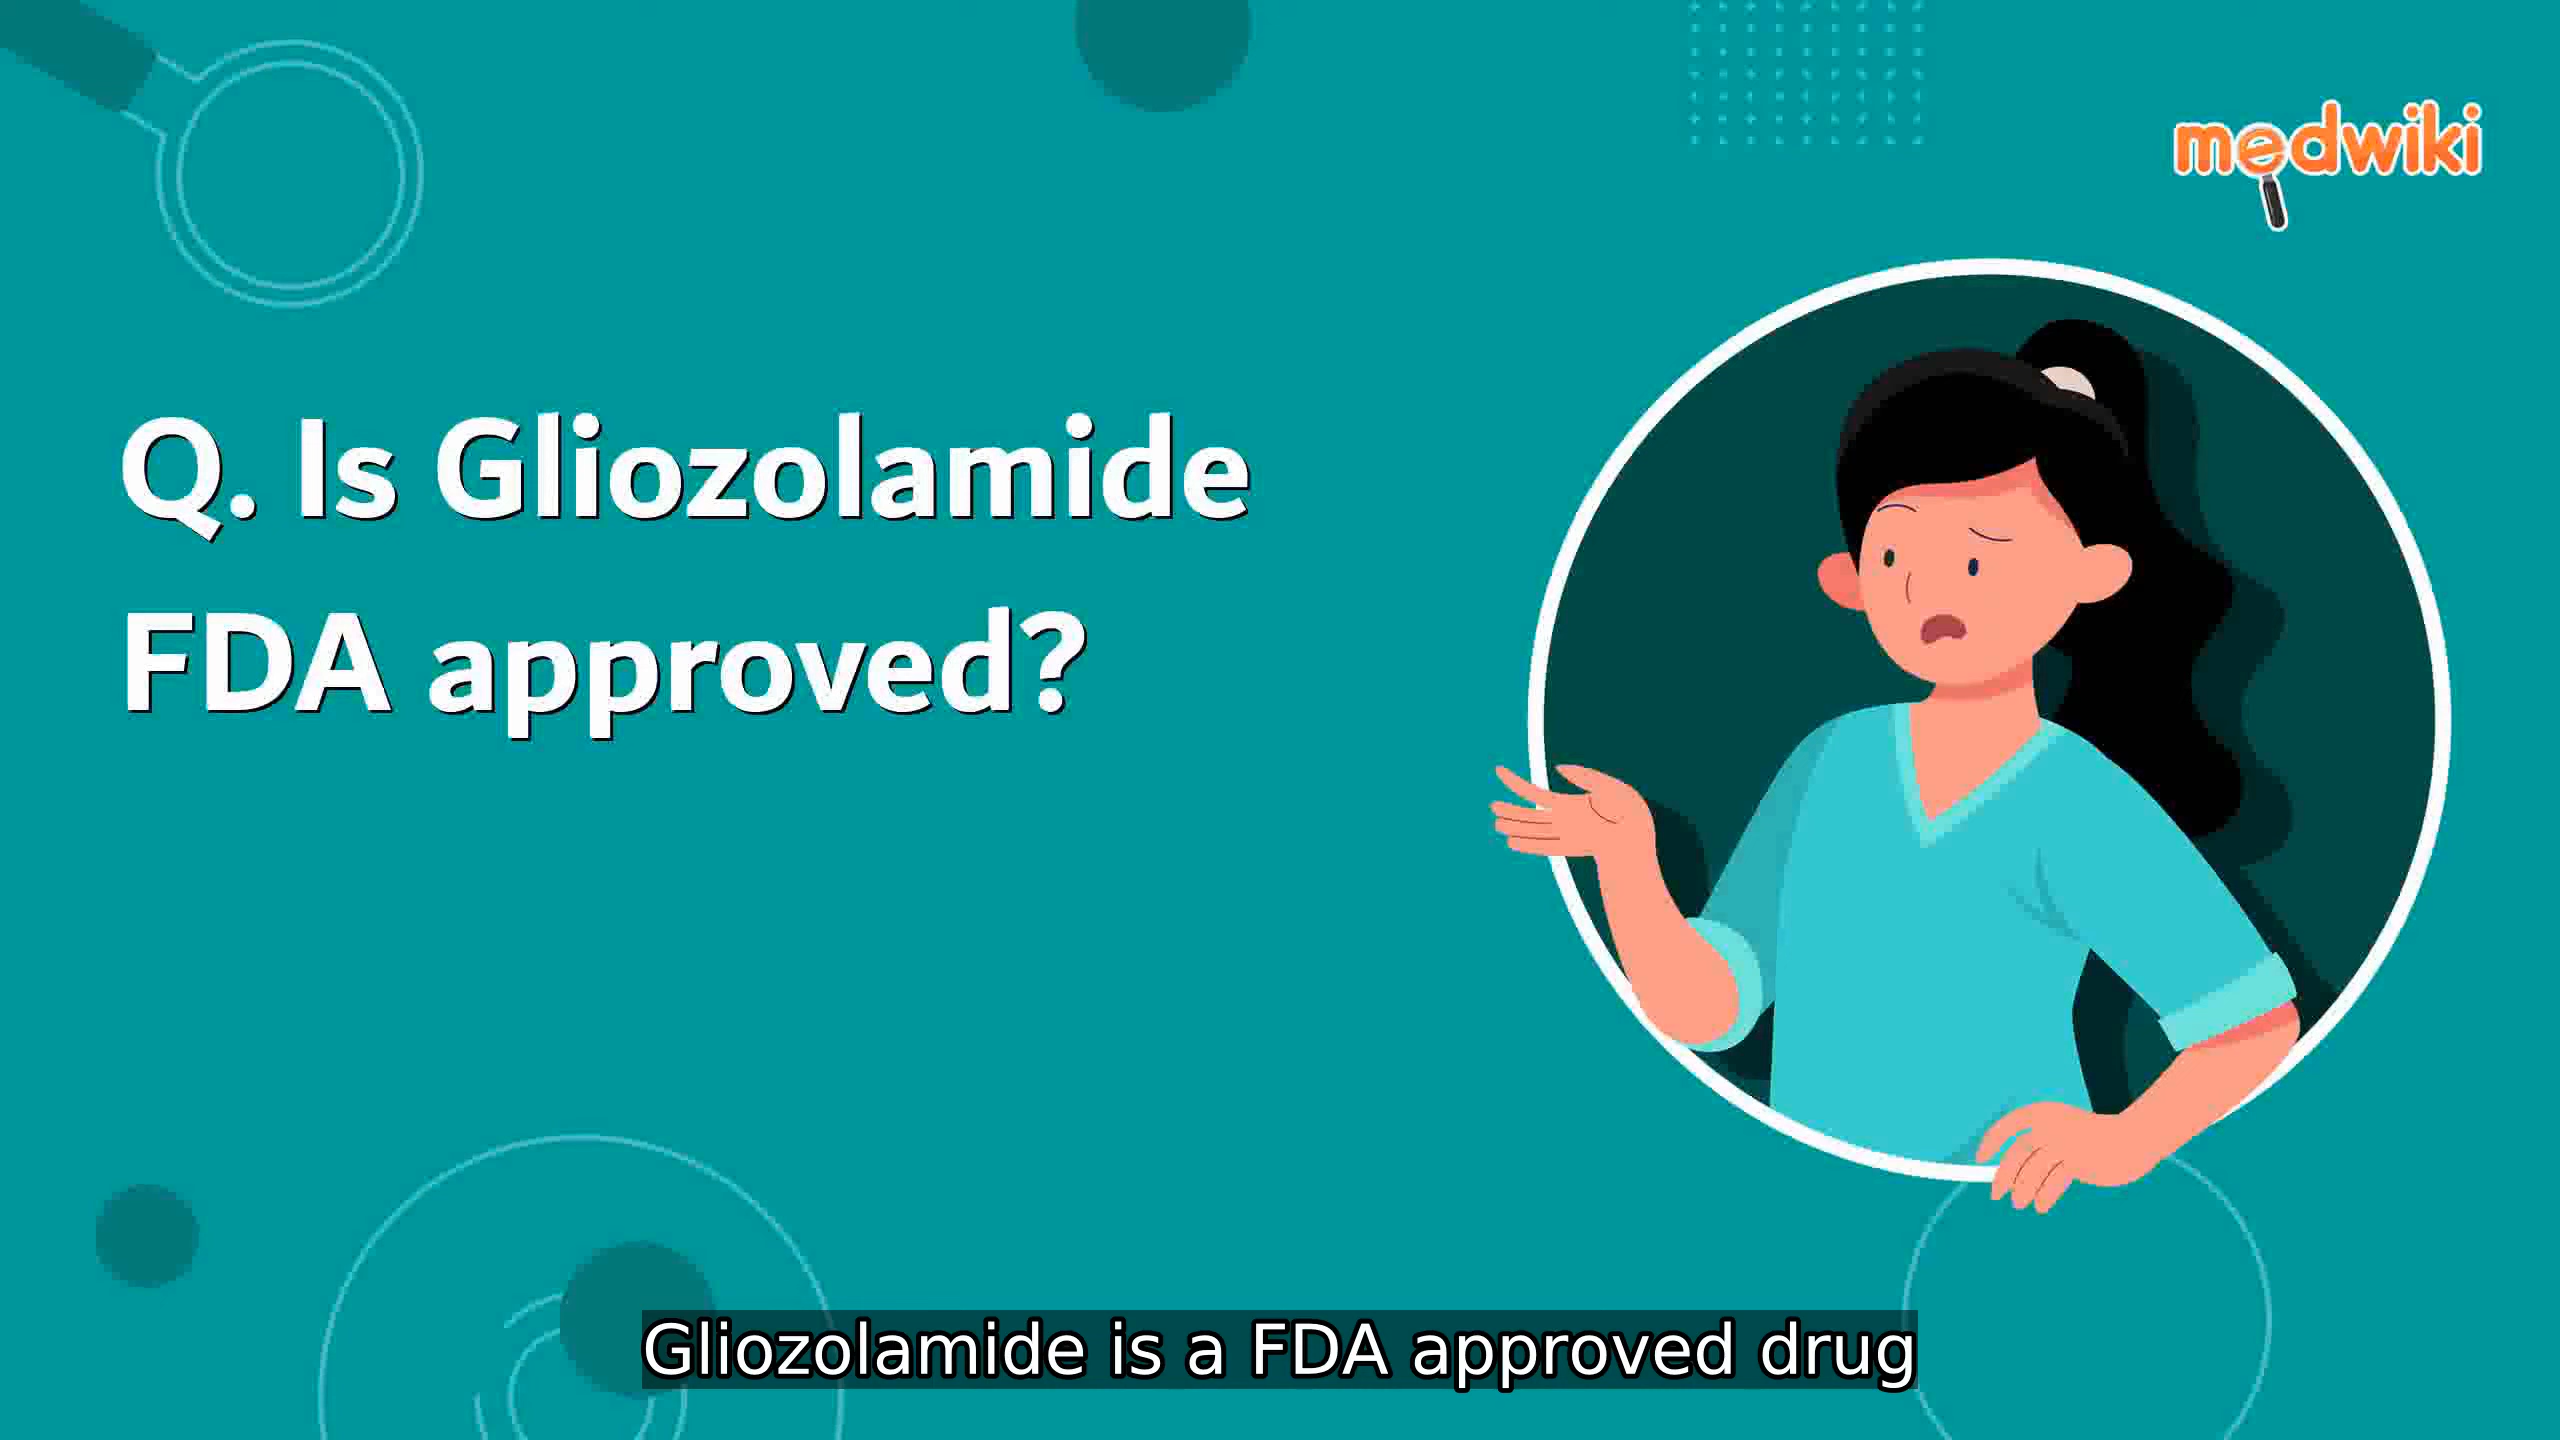 medwiki
Q. Is Gliozolamide
FDA approved?
Gliozolamide is a FDA approved drug